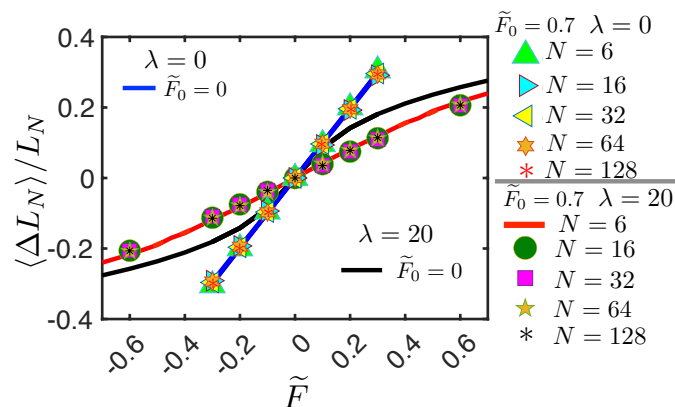 0.4
0.2
0
-0.2
-0.4
⟨ΔL_N⟩/L_N
λ = 0
F̃_0 = 0
λ = 20
F̃_0 = 0
-0.6
-0.4
-0.2
0
0.2
0.4
0.6
F̃
F̃_0 = 0.7 λ = 0
N = 6
N = 16
N = 32
N = 64
N = 128
F̃_0 = 0.7 λ = 20
N = 6
N = 16
N = 32
N = 64
N = 128